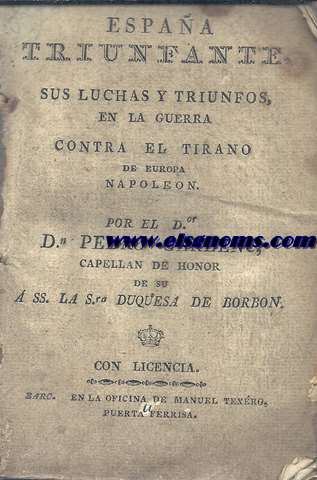 ESPAÑA
TRIUNFANTE.
SUS LUCHAS Y TRIUNFOS,
EN LA GUERRA
CONTRA EL TIRANO
DE EUROPA
NAPOLEON.
POR EL D.or
www.elsanoms.com
D.n
CAPELLAN DE HONOR
DE SU
Á SS. LA S.ra DUQUESA DE BORBON.
CON LICENCIA.
BARC. EN LA OFICINA DE MANUEL TEXÉRO,
PUERTA FERRISA.